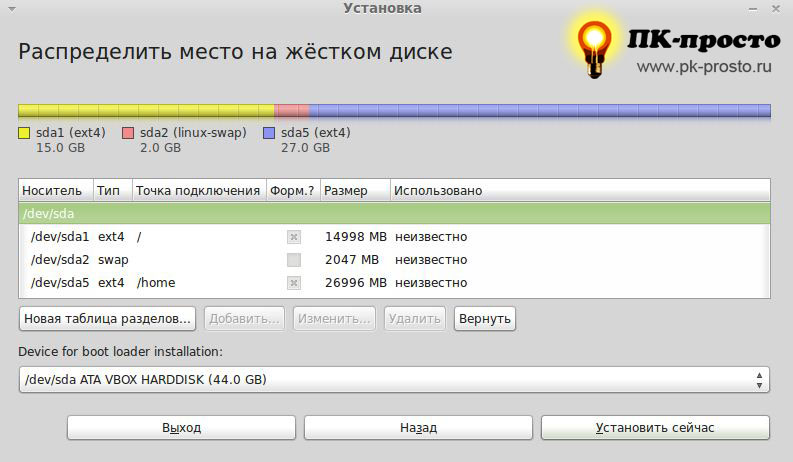 Установка
Распределить место на жёстком диске
ПК-просто
www.pk-prosto.ru
sda1 (ext4) sda2 (linux-swap) sda5 (ext4)
15.0 GB 2.0 GB 27.0 GB
Носитель Тип Точка подключения Форм.? Размер Использовано
/dev/sda
/dev/sda1 ext4 / 14998 MB неизвестно
/dev/sda2 swap 2047 MB неизвестно
/dev/sda5 ext4 /home 26996 MB неизвестно
Новая таблица разделов... Добавить... Изменить... Удалить Вернуть
Device for boot loader installation:
/dev/sda ATA VBOX HARDDISK (44.0 GB)
Выход Назад Установить сейчас